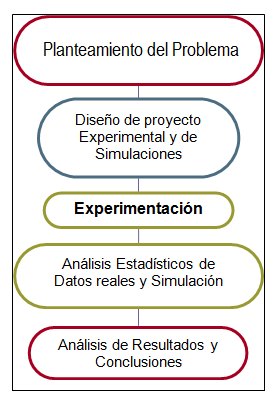 Planteamiento del Problema
Diseño de proyecto
Experimental y de
Simulaciones
Experimentación
Análisis Estadísticos de
Datos reales y Simulación
Análisis de Resultados y
Conclusiones